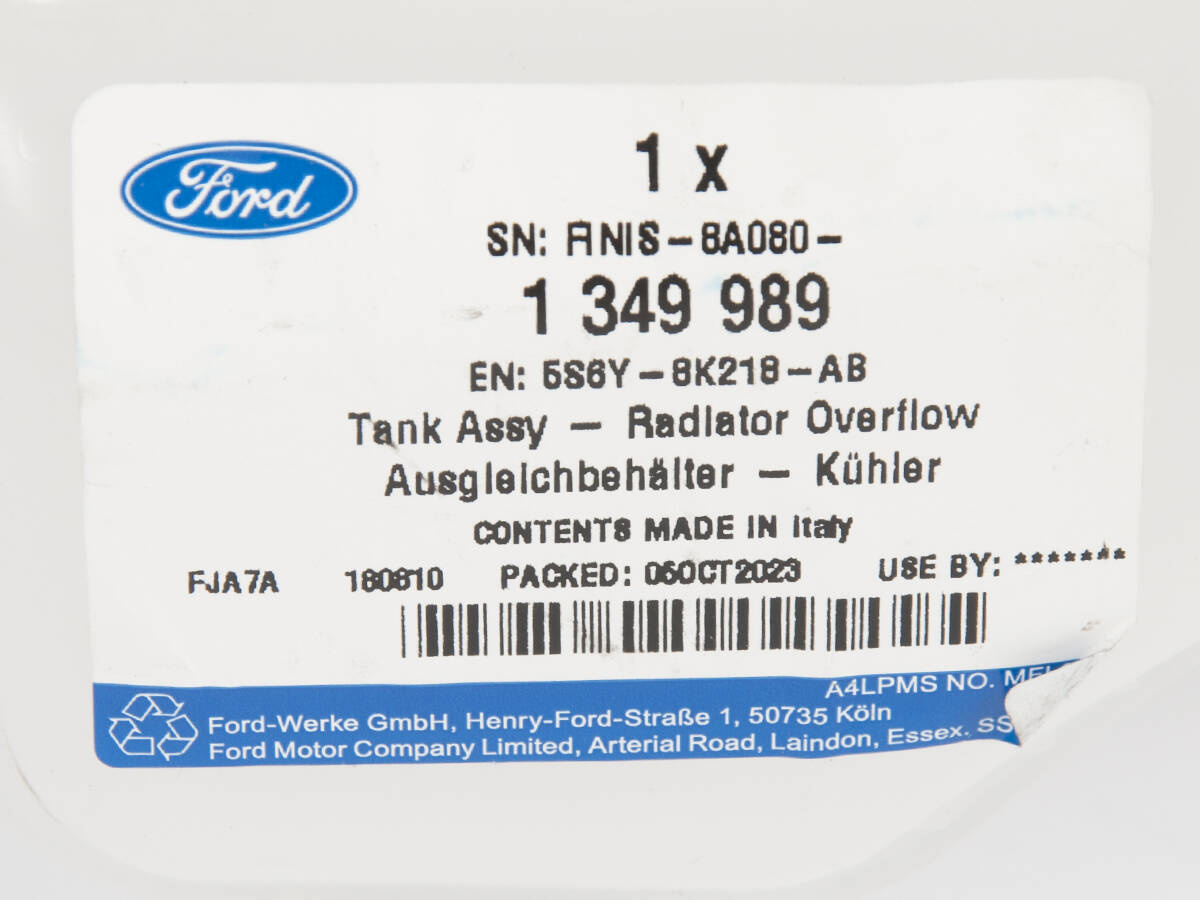 Ford
1 x
SN: FINIS-8A080-
1 349 989
EN: 5S6Y-8K218-AB
Tank Assy - Radiator Overflow
Ausgleichbehälter - Kühler
CONTENTS MADE IN Italy
FJA7A 180810 PACKED: 05OCT2023 USE BY: *******
A4LPMS NO.
Ford-Werke GmbH, Henry-Ford-Straße 1, 50735 Köln
Ford Motor Company Limited, Arterial Road, Laindon, Essex.